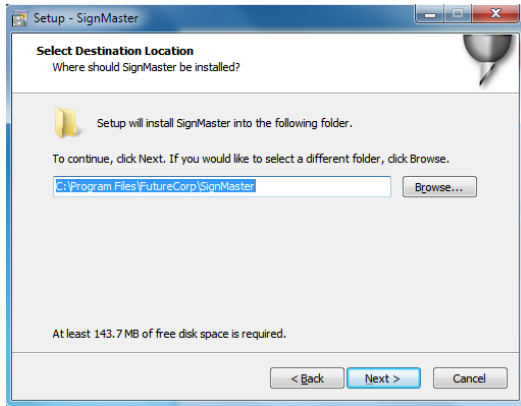 Setup - SignMaster
Select Destination Location
Where should SignMaster be installed?
Setup will install SignMaster into the following folder.
To continue, click Next. If you would like to select a different folder, click Browse.
C:\Program Files\FutureCorp\SignMaster
Browse...
At least 143.7 MB of free disk space is required.
< Back
Next >
Cancel